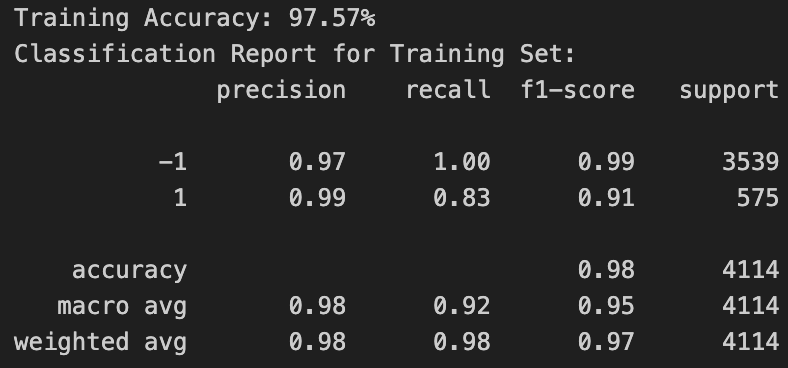 Training Accuracy: 97.57%
Classification Report for Training Set:
precision recall f1-score support
-1 0.97 1.00 0.99 3539
1 0.99 0.83 0.91 575
accuracy 0.98 4114
macro avg 0.98 0.92 0.95 4114
weighted avg 0.98 0.98 0.97 4114